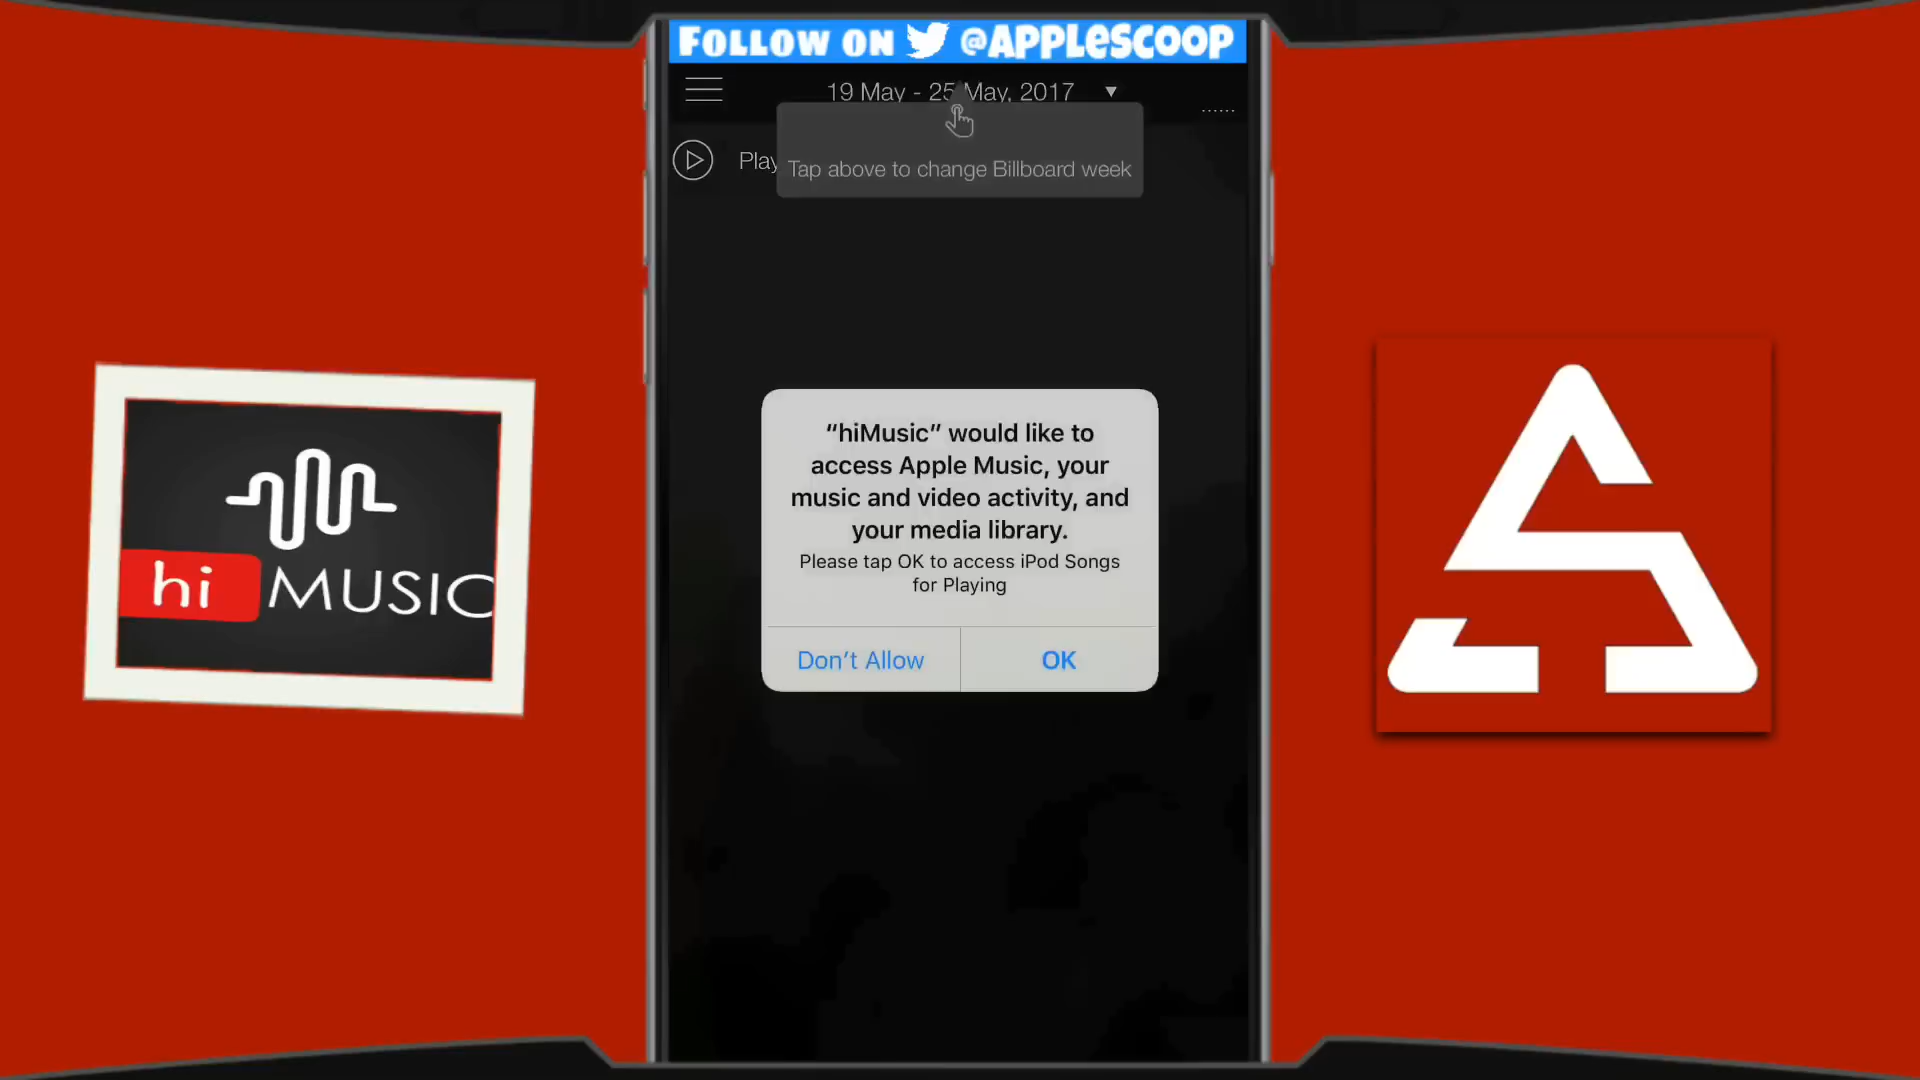 FOLLOW ON @APPLESCOOP
19 May - 25 May, 2017
Play
Tap above to change Billboard week
“hiMusic” would like to
access Apple Music, your
music and video activity, and
your media library.
Please tap OK to access iPod Songs
for Playing
Don’t Allow
OK
hi MUSIC